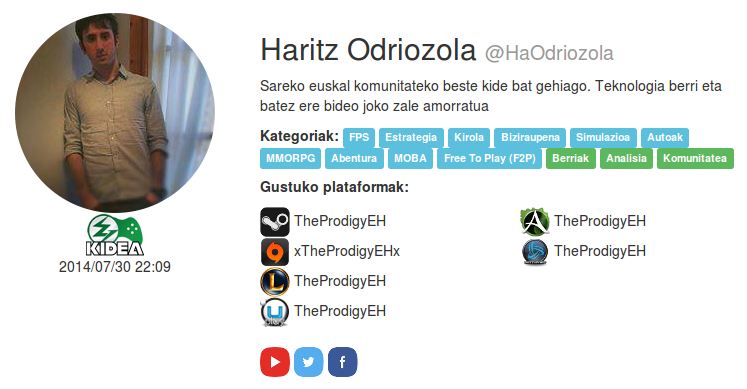 Haritz Odriozola @HaOdriozola
Sareko euskal komunitateko beste kide bat gehiago. Teknologia berri eta
batez ere bideo joko zale amorratua
Kategoriak: FPS Estrategia Kirola Biziraupena Simulazioa Autoak
MMORPG Abentura MOBA Free To Play (F2P) Berriak Analisia Komunitatea
Gustuko plataformak:
TheProdigyEH
xTheProdigyEHx
TheProdigyEH
TheProdigyEH
TheProdigyEH
TheProdigyEH
KIDEA
2014/07/30 22:09